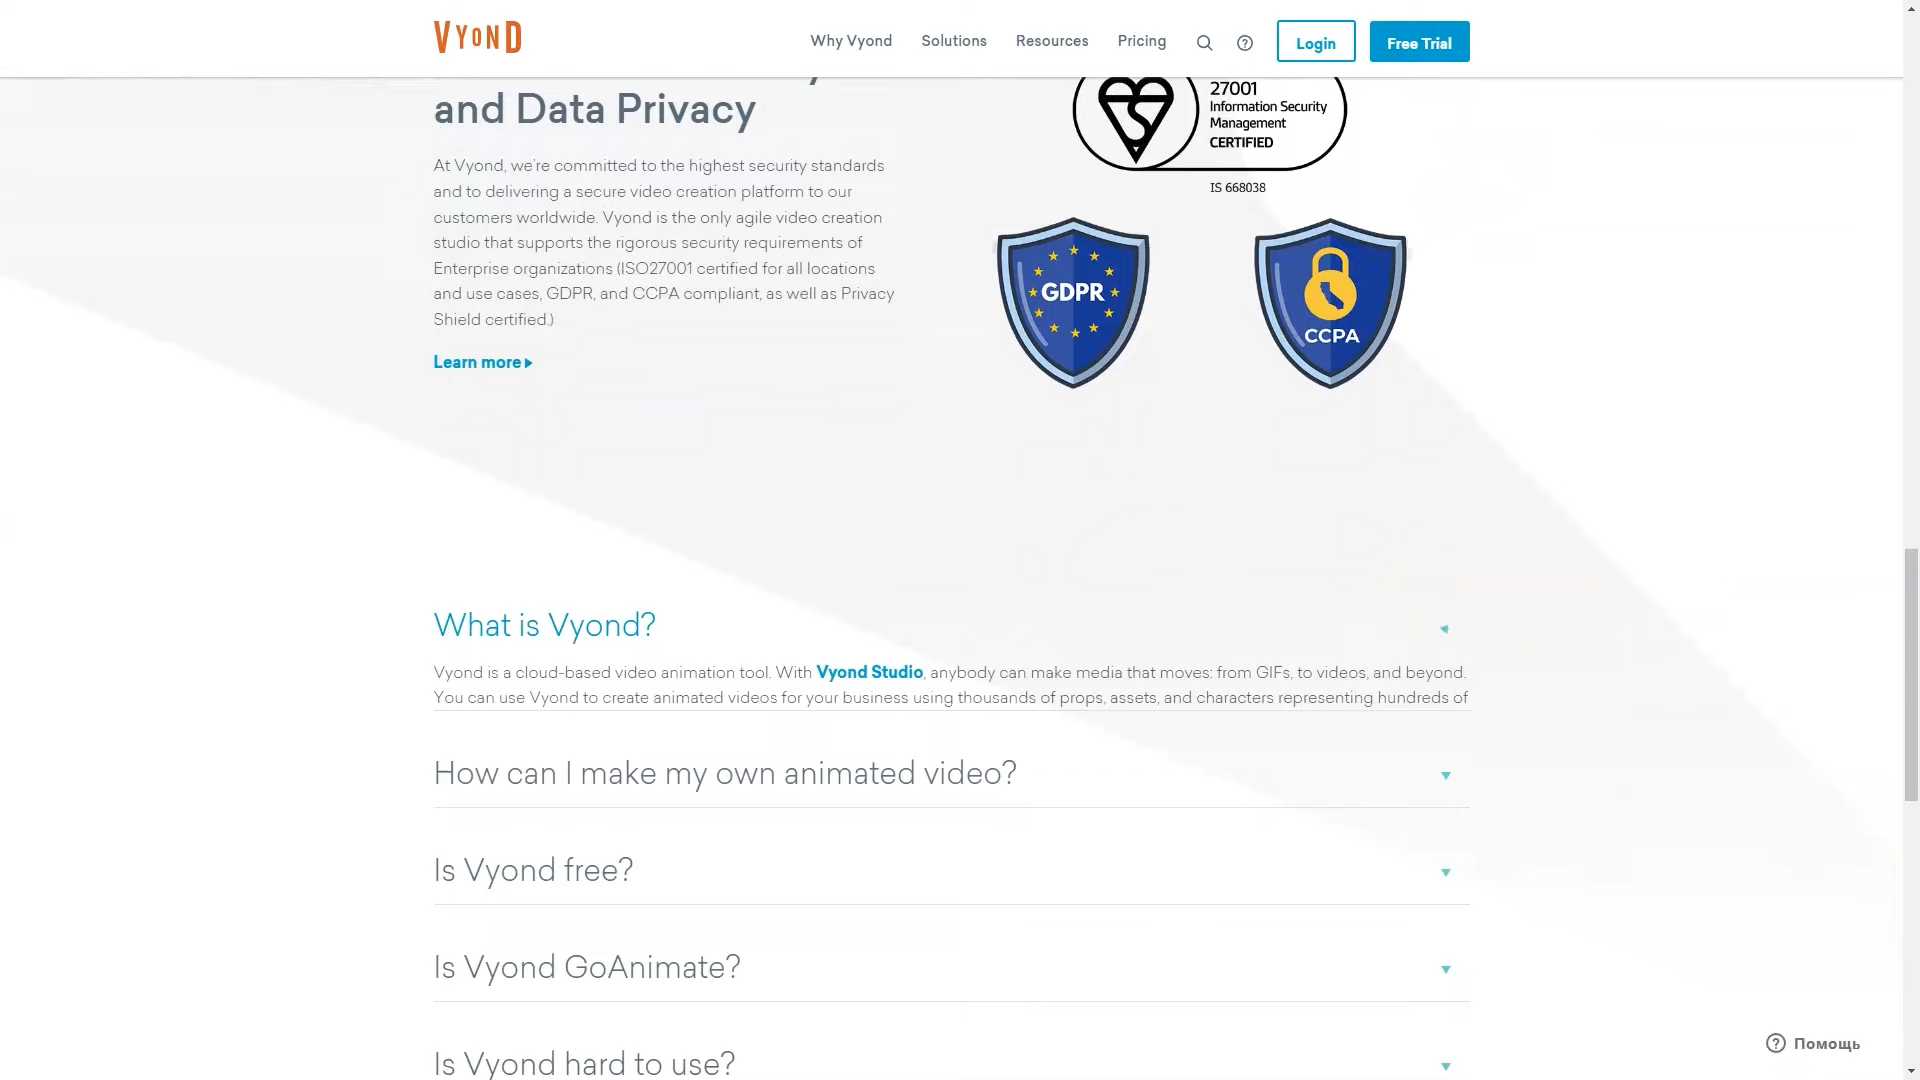 VYOND
Why Vyond
Solutions
Resources
Pricing
Login
Free Trial
and Data Privacy
At Vyond, we're committed to the highest security standards
and to delivering a secure video creation platform to our
customers worldwide. Vyond is the only agile video creation
studio that supports the rigorous security requirements of
Enterprise organizations (ISO27001 certified for all locations
and use cases, GDPR, and CCPA compliant, as well as Privacy
Shield certified.)
Learn more
27001
Information Security
Management
CERTIFIED
IS 668038
GDPR
CCPA
What is Vyond?
Vyond is a cloud-based video animation tool. With Vyond Studio, anybody can make media that moves: from GIFs, to videos, and beyond.
You can use Vyond to create animated videos for your business using thousands of props, assets, and characters representing hundreds of
How can I make my own animated video?
Is Vyond free?
Is Vyond GoAnimate?
Is Vyond hard to use?
Помощь